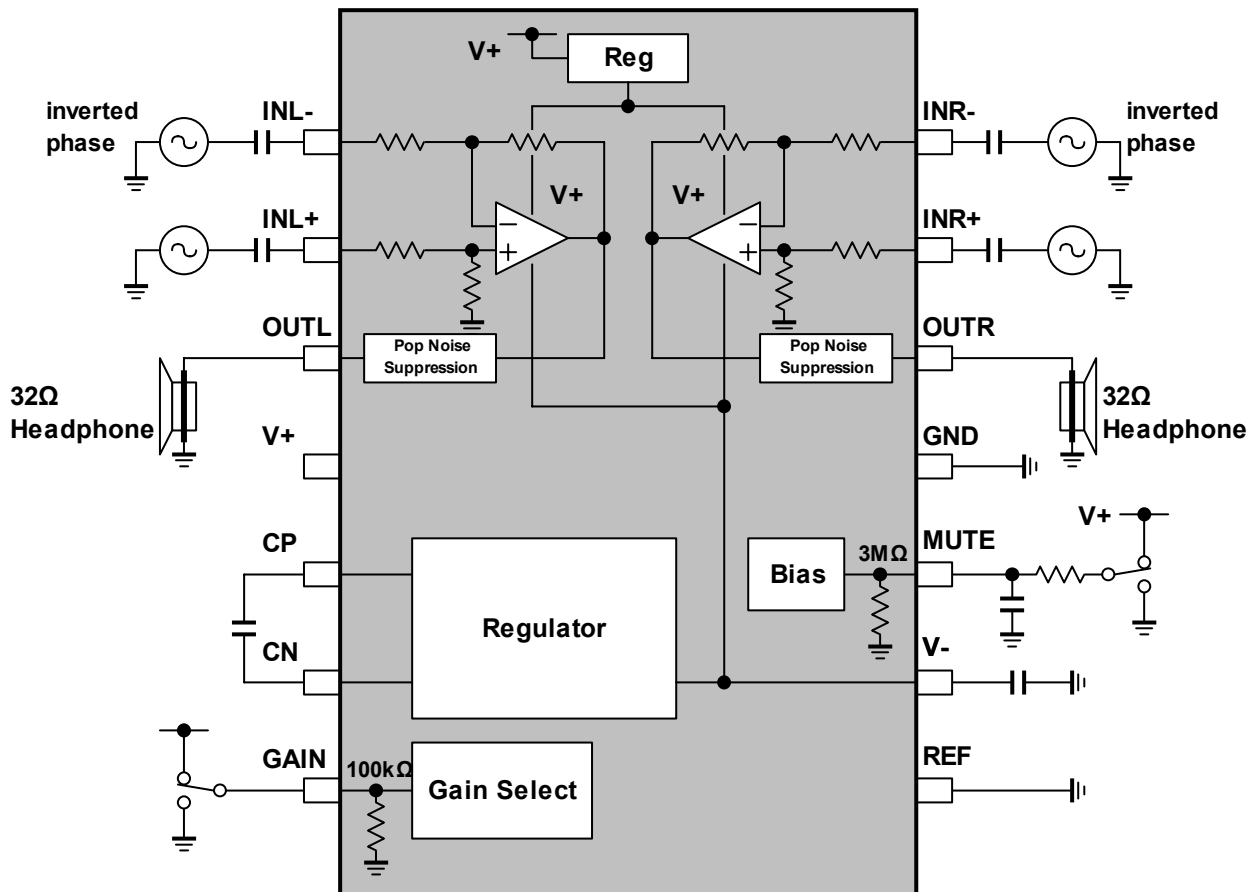 V+
Reg
inverted
phase
INL-
INR-
inverted
phase
V+
V+
INL+
INR+
OUTL
OUTR
Pop Noise
Suppression
Pop Noise
Suppression
32Ω
Headphone
32Ω
Headphone
V+
GND
CP
V+
MUTE
3MΩ
Bias
Regulator
CN
V-
GAIN
100kΩ
Gain Select
REF